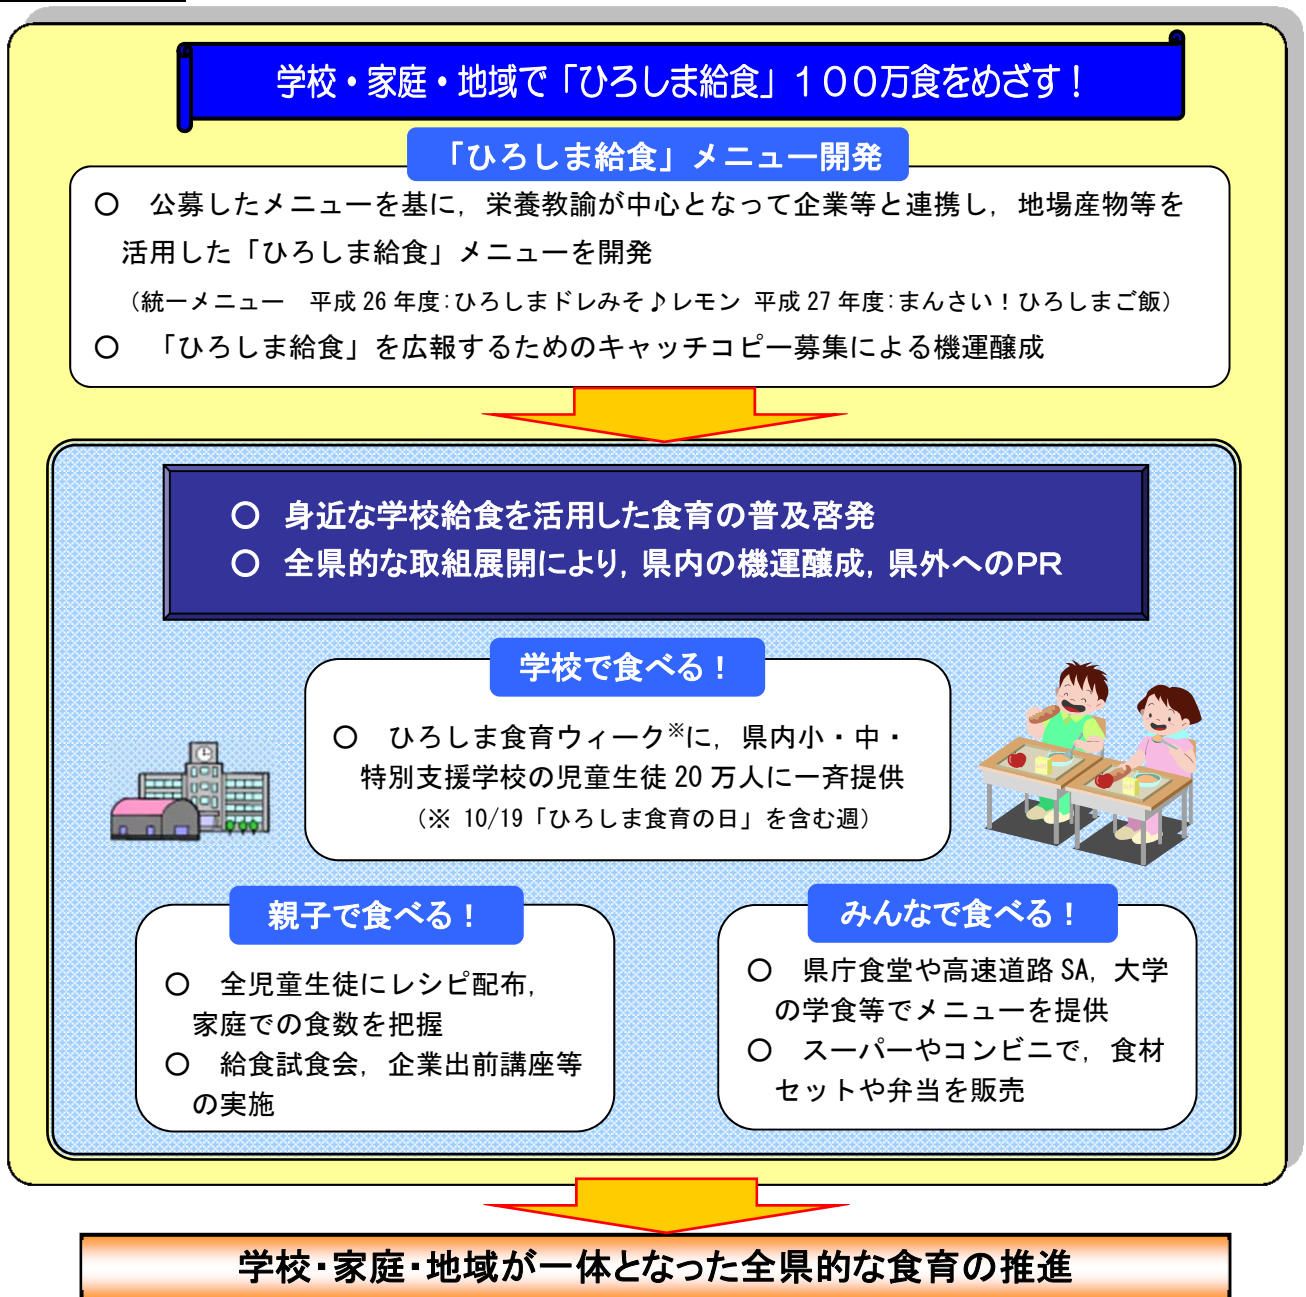 学校・家庭・地域で「ひろしま給食」１００万食をめざす！
「ひろしま給食」メニュー開発
○　公募したメニューを基に，栄養教諭が中心となって企業等と連携し，地場産物等を
活用した「ひろしま給食」メニューを開発
（統一メニュー　平成 26 年度：ひろしまドレみそ♪レモン 平成 27 年度：まんさい！ひろしまご飯）
○　「ひろしま給食」を広報するためのキャッチコピー募集による機運醸成
○　身近な学校給食を活用した食育の普及啓発
○　全県的な取組展開により，県内の機運醸成，県外へのＰＲ
学校で食べる！
○　ひろしま食育ウィーク※に，県内小・中・
特別支援学校の児童生徒 20 万人に一斉提供
（※ 10/19「ひろしま食育の日」を含む週）
親子で食べる！
○　全児童生徒にレシピ配布，
家庭での食数を把握
○　給食試食会，企業出前講座等
の実施
みんなで食べる！
○　県庁食堂や高速道路 SA，大学
の学食等でメニューを提供
○　スーパーやコンビニで，食材
セットや弁当を販売
学校・家庭・地域が一体となった全県的な食育の推進